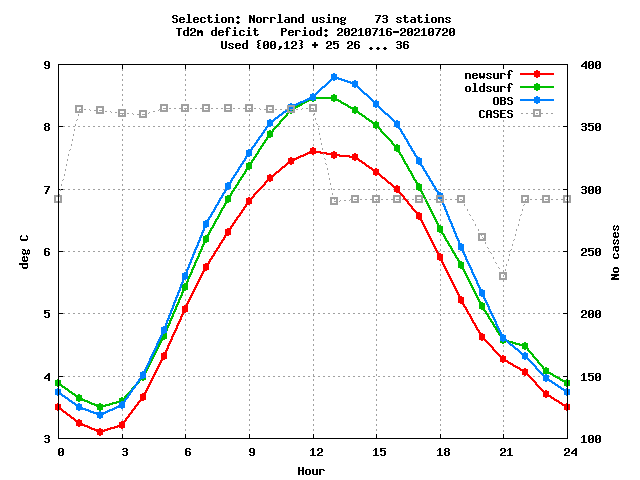 Selection: Norrland using    73 stations
Td2m deficit   Period: 20210716-20210720
Used {00,12} + 25 26 ... 36
newsurf
oldsurf
OBS
CASES
9
8
7
6
5
4
3
deg C
400
350
300
250
200
150
100
No cases
0 3 6 9 12 15 18 21 24
Hour